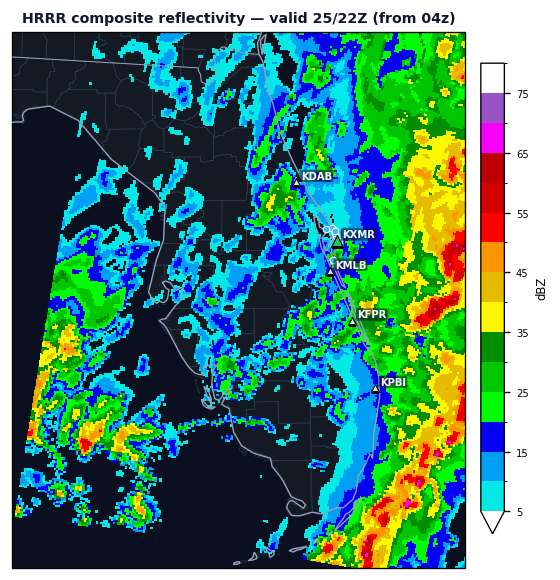 HRRR composite reflectivity — valid 25/22Z (from 04z)
KDAB
KXMR
KMLB
KFPR
KPBI
75
65
55
45
35
25
15
5
dBZ